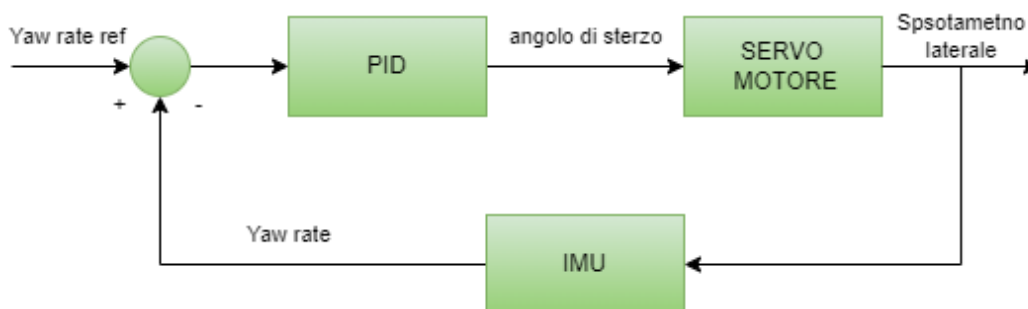 Yaw rate ref
+
-
PID
angolo di sterzo
SERVO
MOTORE
Spsotametno
laterale
Yaw rate
IMU